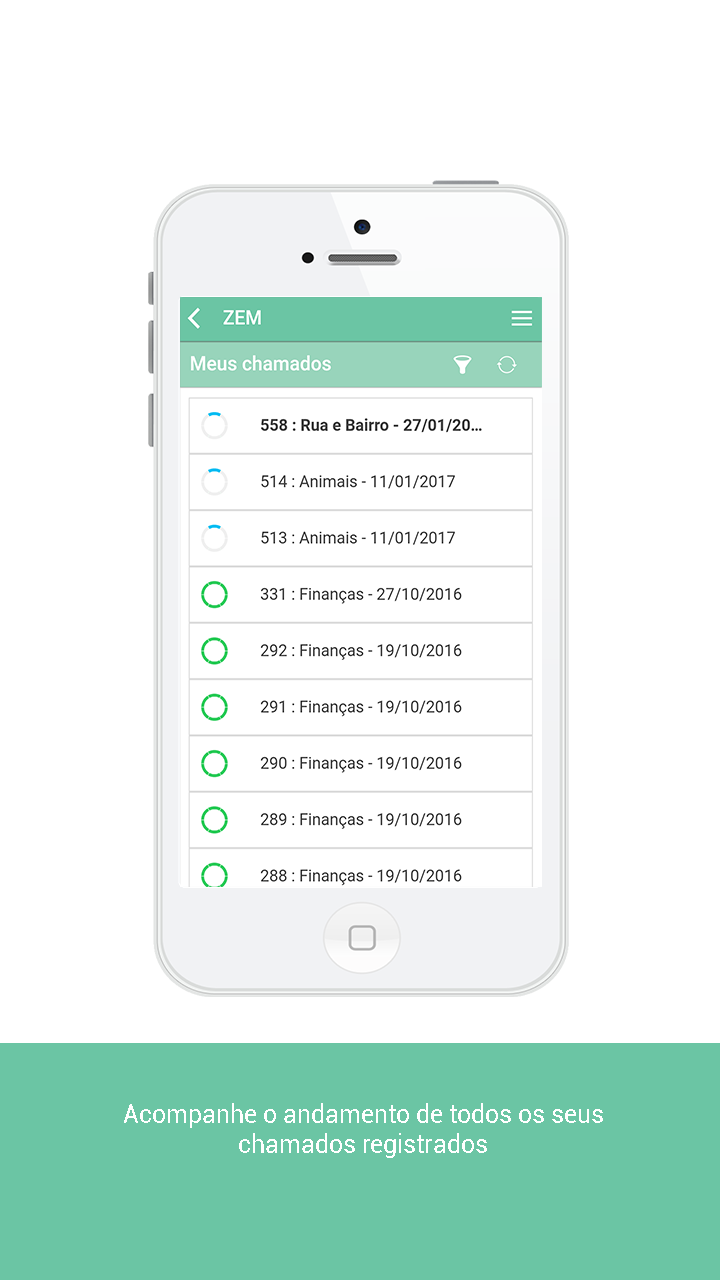 ZEM
Meus chamados
558 : Rua e Bairro - 27/01/20...
514 : Animais - 11/01/2017
513 : Animais - 11/01/2017
331 : Finanças - 27/10/2016
292 : Finanças - 19/10/2016
291 : Finanças - 19/10/2016
290 : Finanças - 19/10/2016
289 : Finanças - 19/10/2016
288 : Finanças - 19/10/2016
Acompanhe o andamento de todos os seus
chamados registrados